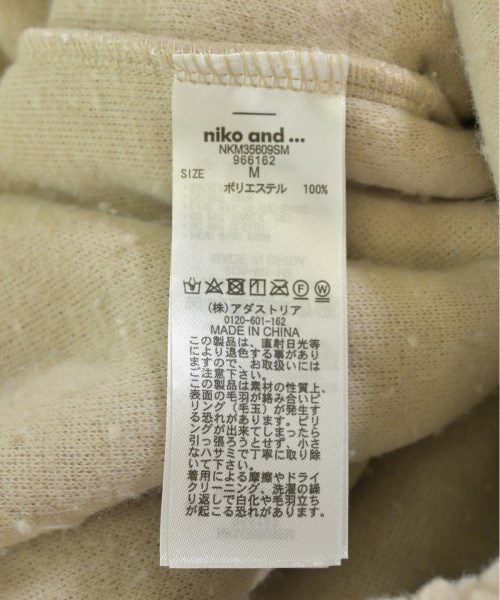 niko and ...
NKM35609SM
966162
SIZE M
ポリエステル 100%
(株)アダストリア
0120-601-162
MADE IN CHINA
この製品は、直射日光等
により退色する事があり
ますので、お取扱いには
ご注意下さい。
この製品は素材の性質上、
表面の毛羽が絡み合いピ
リング（毛玉）が発生す
る恐れがあります。ピリ
ングが出来てしまったら
引っ張ろうとせず、小さ
なハサミで丁寧に取り除
いて下さい。
着用による摩擦やドライ
クリーニング、洗濯の繰
り返しで白化や毛羽立ち
が起こる恐れがあります。